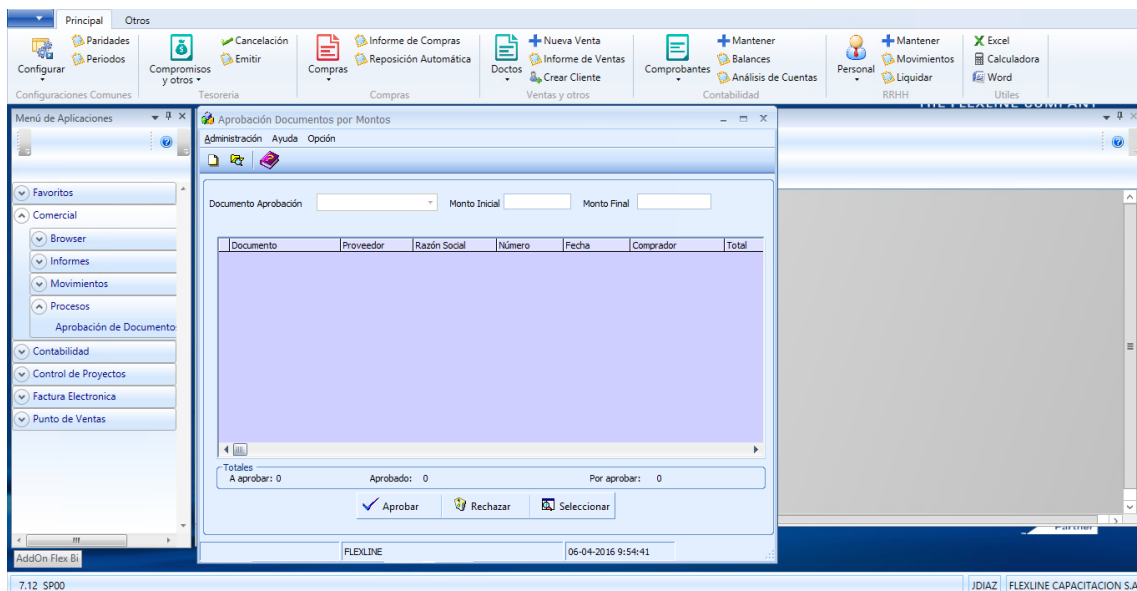 Principal Otros
Paridades
Periodos
Configurar
Configuraciones Comunes
Compromisos
y otros
Cancelación
Emitir
Tesoreria
Compras
Informe de Compras
Reposición Automática
Compras
Doctos
Nueva Venta
Informe de Ventas
Crear Cliente
Ventas y otros
Comprobantes
Mantener
Balances
Análisis de Cuentas
Contabilidad
Personal
Mantener
Movimientos
Liquidar
RRHH
Excel
Calculadora
Word
Utiles
THE FLEXLINE COMPANY
Menú de Aplicaciones
Favoritos
Comercial
Browser
Informes
Movimientos
Procesos
Aprobación de Documento
Contabilidad
Control de Proyectos
Factura Electronica
Punto de Ventas
AddOn Flex Bi
Aprobación Documentos por Montos
Administración Ayuda Opción
Documento Aprobación Monto Inicial Monto Final
Documento Proveedor Razón Social Número Fecha Comprador Total
Totales
A aprobar: 0 Aprobado: 0 Por aprobar: 0
Aprobar Rechazar Seleccionar
FLEXLINE 06-04-2016 9:54:41
Partner
7.12 SP00 JDIAZ FLEXLINE CAPACITACION S.A